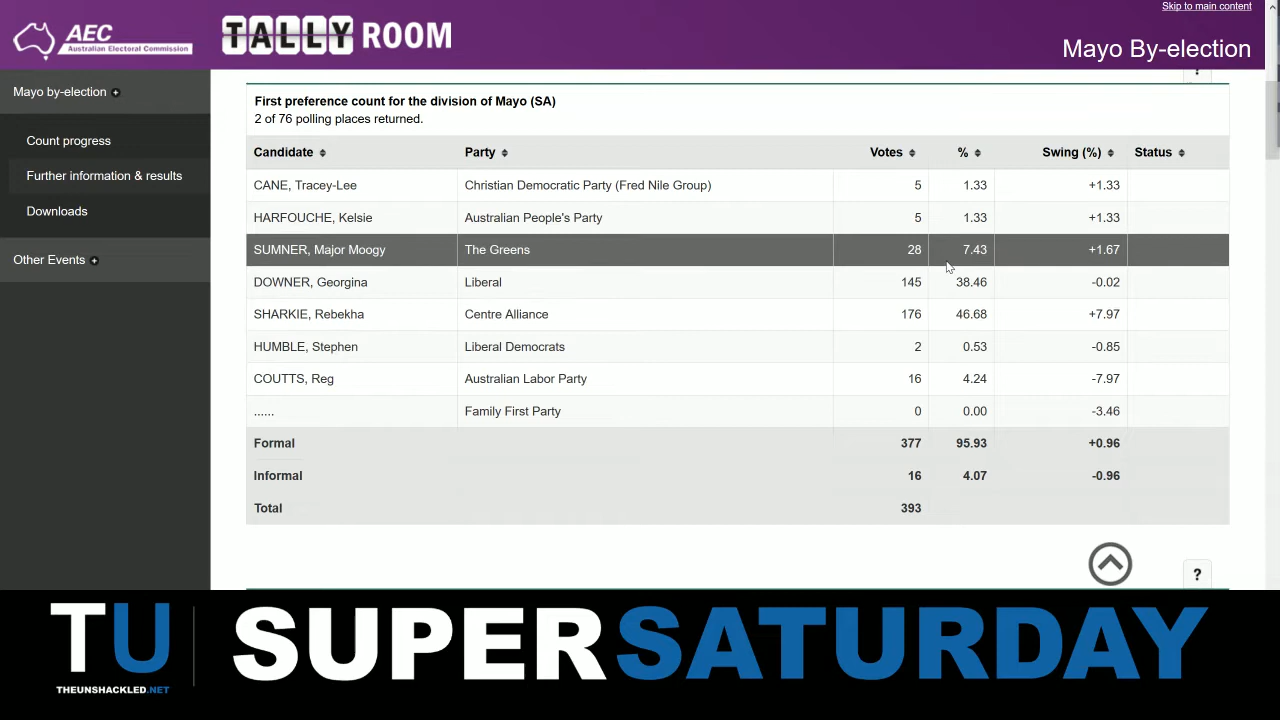 Skip to main content
AEC
Australian Electoral Commission
TALLY ROOM
Mayo By-election
Mayo by-election
Count progress
Further information & results
Downloads
Other Events
First preference count for the division of Mayo (SA)
2 of 76 polling places returned.
Candidate Party Votes % Swing (%) Status
CANE, Tracey-Lee Christian Democratic Party (Fred Nile Group) 5 1.33 +1.33
HARFOUCHE, Kelsie Australian People's Party 5 1.33 +1.33
SUMNER, Major Moogy The Greens 28 7.43 +1.67
DOWNER, Georgina Liberal 145 38.46 -0.02
SHARKIE, Rebekha Centre Alliance 176 46.68 +7.97
HUMBLE, Stephen Liberal Democrats 2 0.53 -0.85
COUTTS, Reg Australian Labor Party 16 4.24 -7.97
...... Family First Party 0 0.00 -3.46
Formal 377 95.93 +0.96
Informal 16 4.07 -0.96
Total 393
?
TU SUPERSATURDAY
THEUNSHACKLED.NET